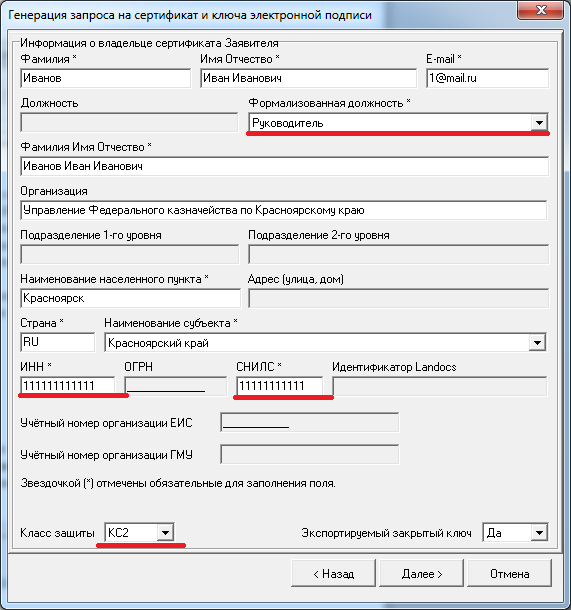 Генерация запроса на сертификат и ключа электронной подписи
Информация о владельце сертификата Заявителя
Фамилия * Имя Отчество * E-mail *
Иванов Иван Иванович 1@mail.ru
Должность Формализованная должность *
Руководитель
Фамилия Имя Отчество *
Иванов Иван Иванович
Организация
Управление Федерального казначейства по Красноярскому краю
Подразделение 1-го уровня Подразделение 2-го уровня
Наименование населенного пункта * Адрес (улица, дом)
Красноярск
Страна * Наименование субъекта *
RU Красноярский край
ИНН * ОГРН СНИЛС * Идентификатор Landocs
111111111111 _____________ 11111111111
Учётный номер организации ЕИС ___________
Учётный номер организации ГМУ
Звездочкой (*) отмечены обязательные для заполнения поля.
Класс защиты КС2 Экспортируемый закрытый ключ Да
< Назад Далее > Отмена